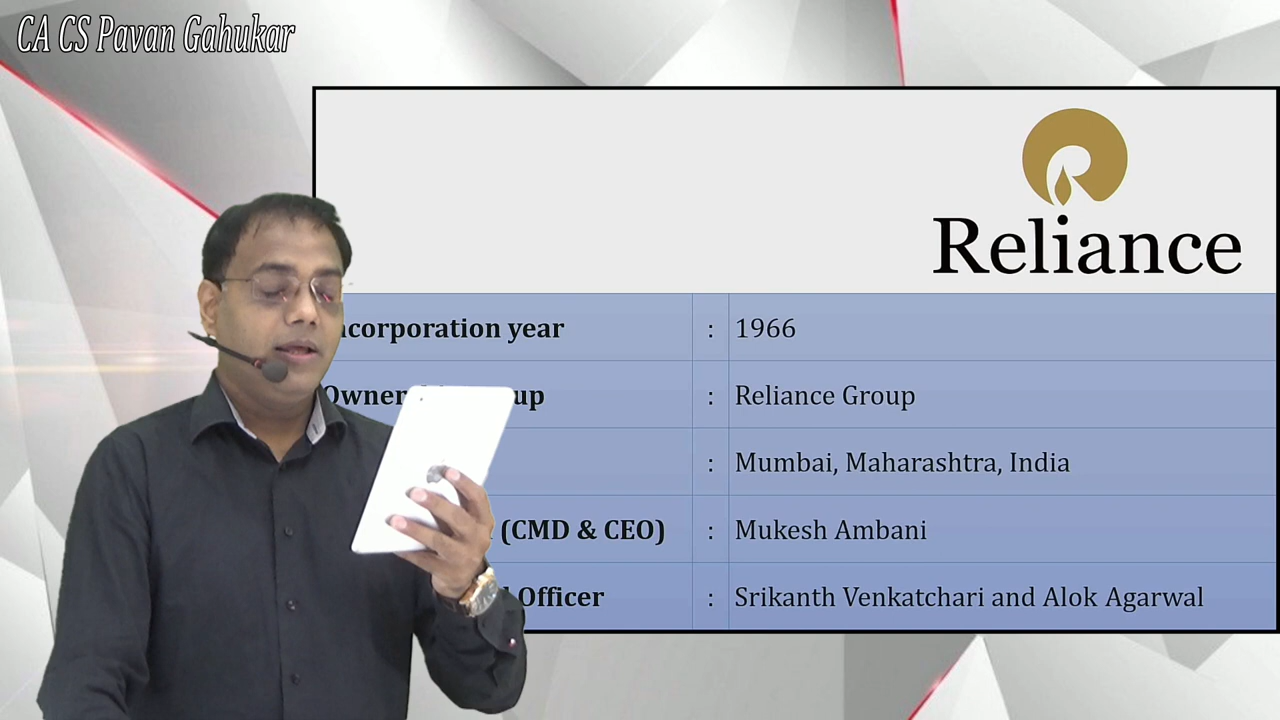 CA CS Pavan Gahukar
Reliance
ncorporation year : 1966
Owner up : Reliance Group
: Mumbai, Maharashtra, India
(CMD & CEO) : Mukesh Ambani
Officer : Srikanth Venkatchari and Alok Agarwal